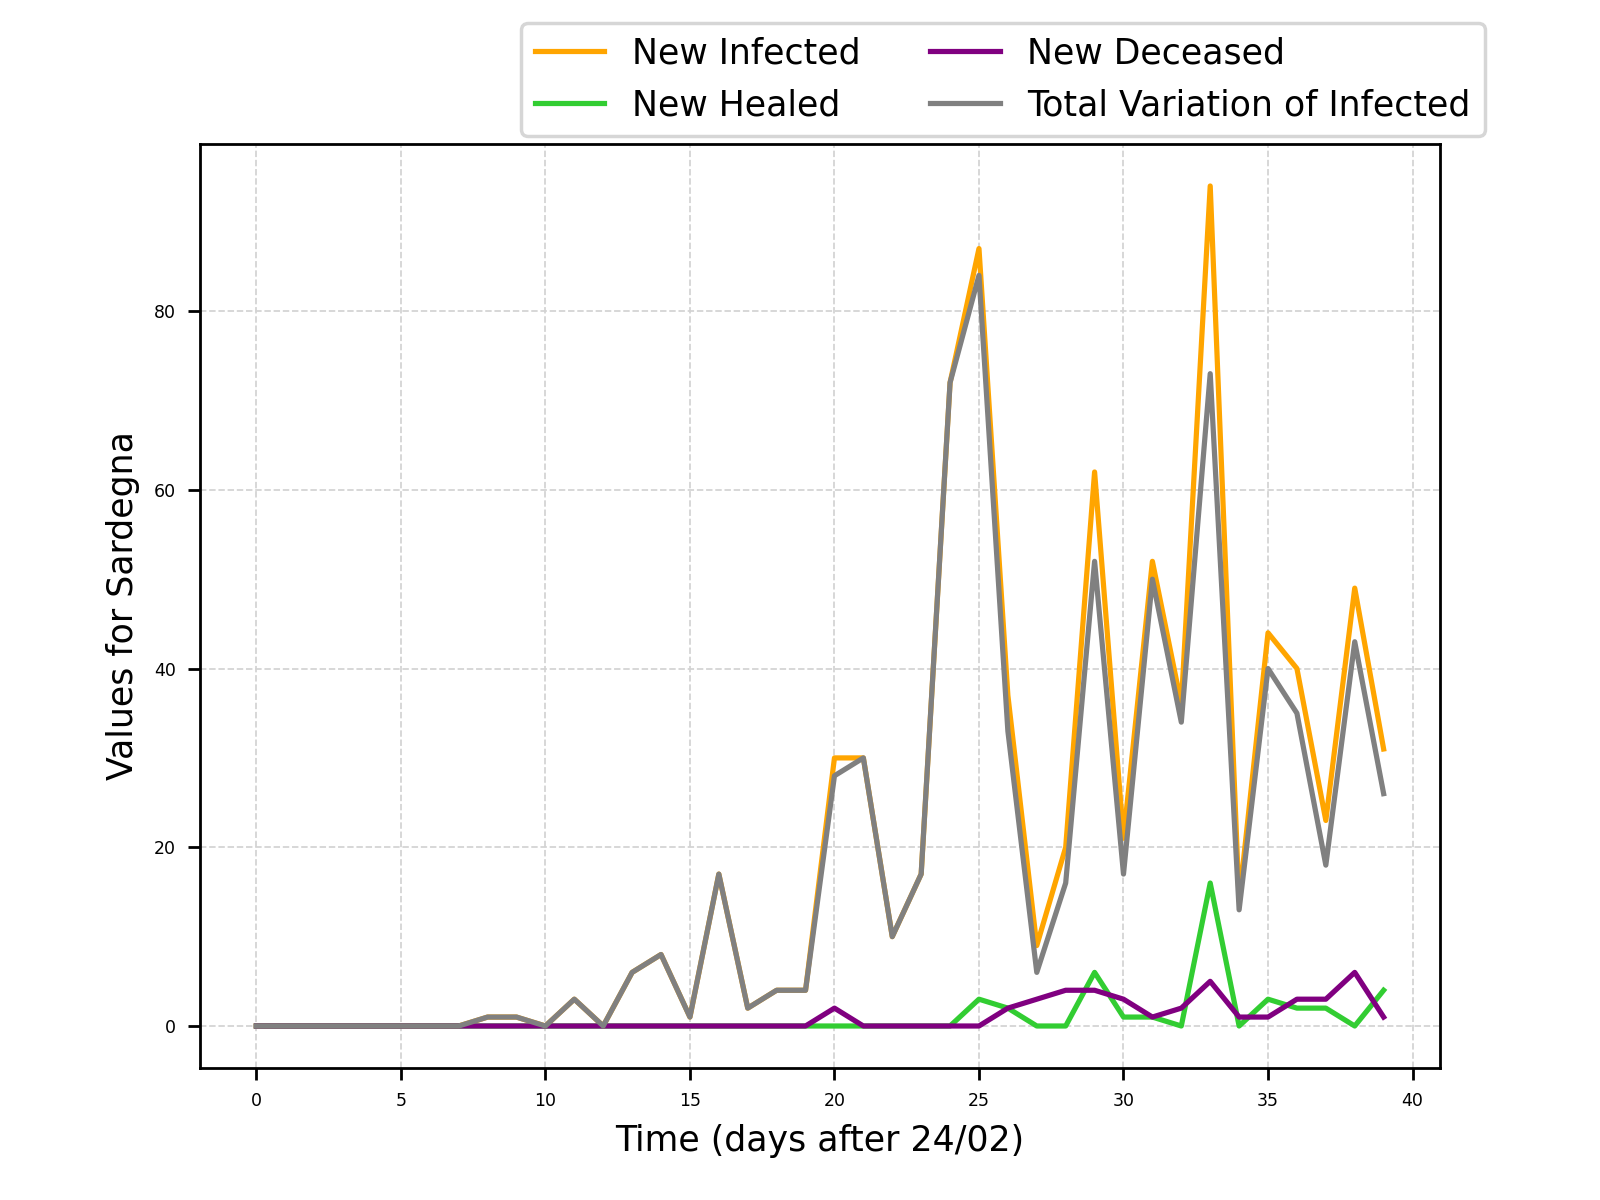 New Infected
New Healed
New Deceased
Total Variation of Infected
Values for Sardegna
80
60
40
20
0
0 5 10 15 20 25 30 35 40
Time (days after 24/02)